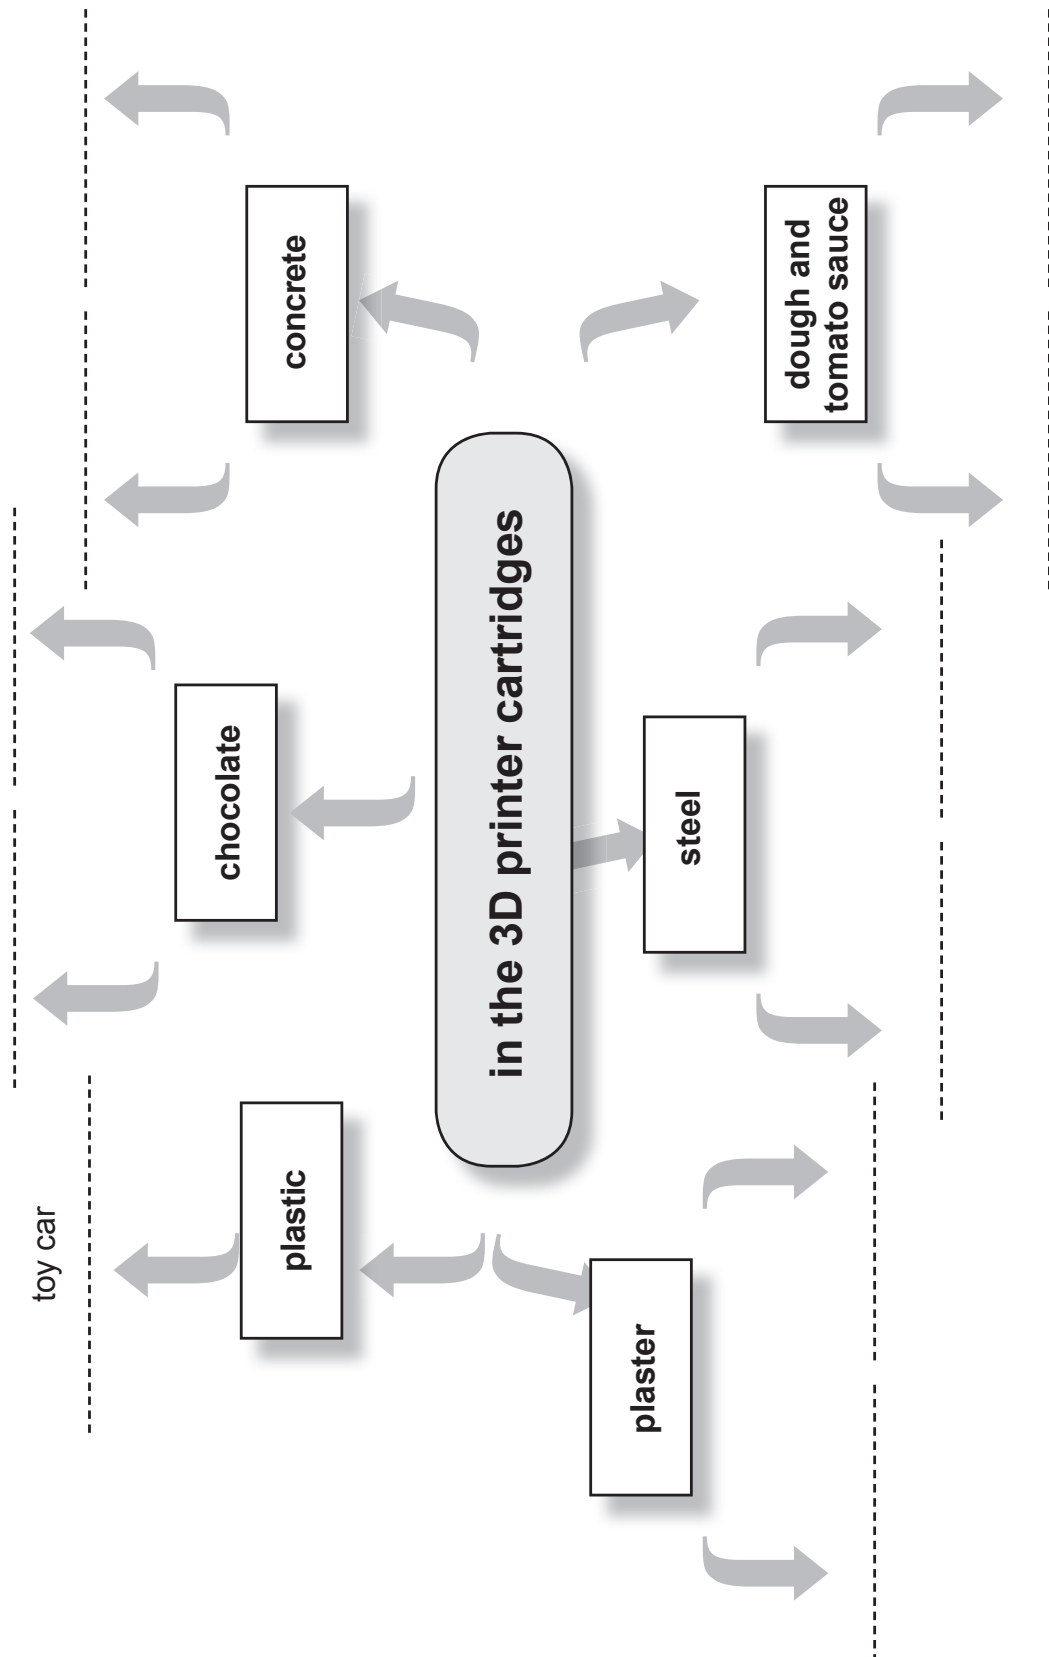 toy car
plastic
chocolate
concrete
in the 3D printer cartridges
plaster
steel
dough and
tomato sauce